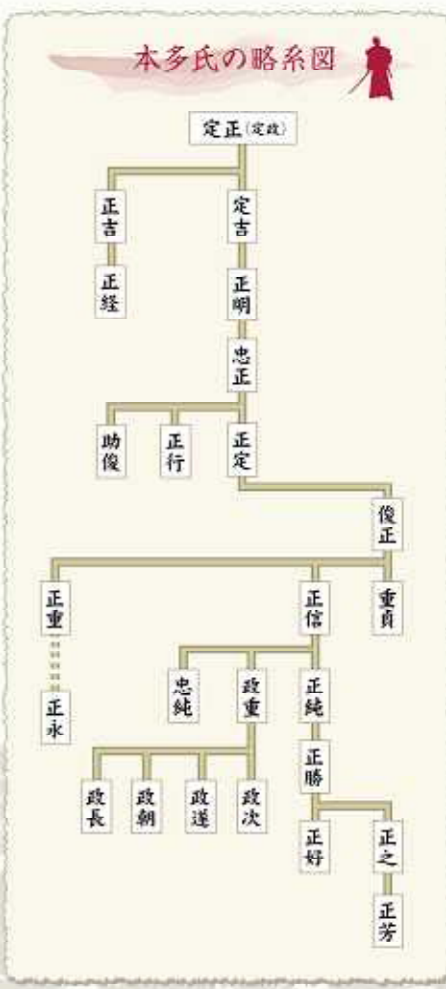 本多氏の略系図
定正(定政)
正吉
定吉
正経
正明
忠正
助俊
正行
正定
俊正
正重
正信
重貞
正永
忠純
政重
正純
正勝
政長
政朝
政遂
政次
正好
正之
正芳